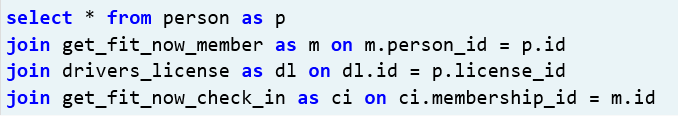 select * from person as p
join get_fit_now_member as m on m.person_id = p.id
join drivers_license as dl on dl.id = p.license_id
join get_fit_now_check_in as ci on ci.membership_id = m.id